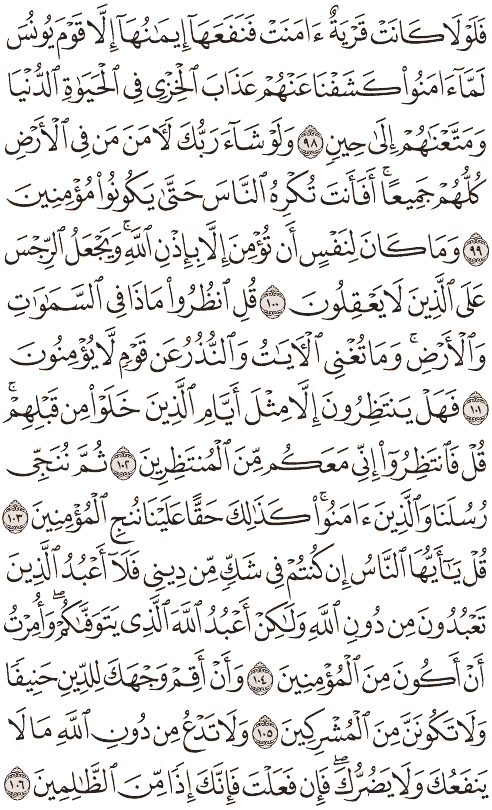 فَلَوْلَا كَانَتْ قَرْيَةٌ ءَامَنَتْ فَنَفَعَهَآ إِيمَٰنُهَآ إِلَّا قَوْمَ يُونُسَ
لَمَّآ ءَامَنُوا۟ كَشَفْنَا عَنْهُمْ عَذَابَ ٱلْخِزْىِ فِى ٱلْحَيَوٰةِ ٱلدُّنْيَا
وَمَتَّعْنَٰهُمْ إِلَىٰ حِينٍ ٩٨ وَلَوْ شَآءَ رَبُّكَ لَءَامَنَ مَن فِى ٱلْأَرْضِ
كُلُّهُمْ جَمِيعًا ۚ أَفَأَنتَ تُكْرِهُ ٱلنَّاسَ حَتَّىٰ يَكُونُوا۟ مُؤْمِنِينَ
٩٩ وَمَا كَانَ لِنَفْسٍ أَن تُؤْمِنَ إِلَّا بِإِذْنِ ٱللَّهِ ۚ وَيَجْعَلُ ٱلرِّجْسَ
عَلَى ٱلَّذِينَ لَا يَعْقِلُونَ ١٠٠ قُلِ ٱنظُرُوا۟ مَاذَا فِى ٱلسَّمَٰوَٰتِ
وَٱلْأَرْضِ ۚ وَمَا تُغْنِى ٱلْءَايَٰتُ وَٱلنُّذُرُ عَن قَوْمٍ لَّا يُؤْمِنُونَ
١٠١ فَهَلْ يَنتَظِرُونَ إِلَّا مِثْلَ أَيَّامِ ٱلَّذِينَ خَلَوْا۟ مِن قَبْلِهِمْ ۚ
قُلْ فَٱنتَظِرُوٓا۟ إِنِّى مَعَكُم مِّنَ ٱلْمُنتَظِرِينَ ١٠٢ ثُمَّ نُنَجِّى
رُسُلَنَا وَٱلَّذِينَ ءَامَنُوا۟ ۚ كَذَٰلِكَ حَقًّا عَلَيْنَا نُنجِ ٱلْمُؤْمِنِينَ ١٠٣
قُلْ يَٰٓأَيُّهَا ٱلنَّاسُ إِن كُنتُمْ فِى شَكٍّ مِّن دِينِى فَلَآ أَعْبُدُ ٱلَّذِينَ
تَعْبُدُونَ مِن دُونِ ٱللَّهِ وَلَٰكِنْ أَعْبُدُ ٱللَّهَ ٱلَّذِى يَتَوَفَّىٰكُمْ ۖ وَأُمِرْتُ
أَنْ أَكُونَ مِنَ ٱلْمُؤْمِنِينَ ١٠٤ وَأَنْ أَقِمْ وَجْهَكَ لِلدِّينِ حَنِيفًا
وَلَا تَكُونَنَّ مِنَ ٱلْمُشْرِكِينَ ١٠٥ وَلَا تَدْعُ مِن دُونِ ٱللَّهِ مَا لَا
يَنفَعُكَ وَلَا يَضُرُّكَ ۖ فَإِن فَعَلْتَ فَإِنَّكَ إِذًا مِّنَ ٱلظَّٰلِمِينَ ١٠٦